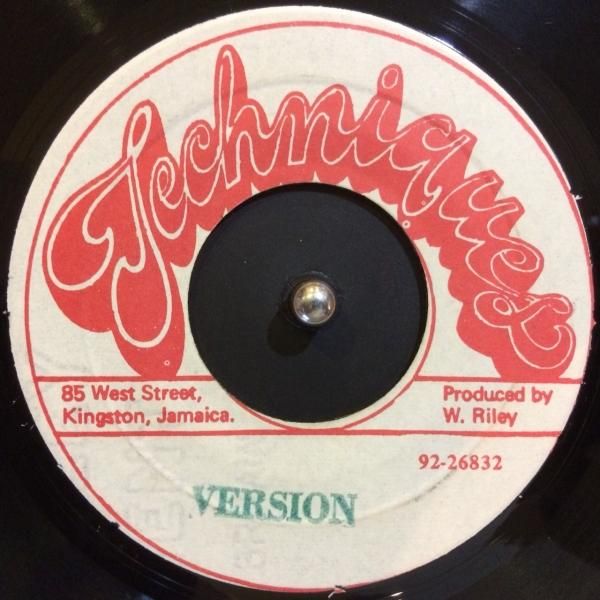 Techniques
85 West Street,
Kingston, Jamaica.
Produced by
W. Riley
92-26832
VERSION